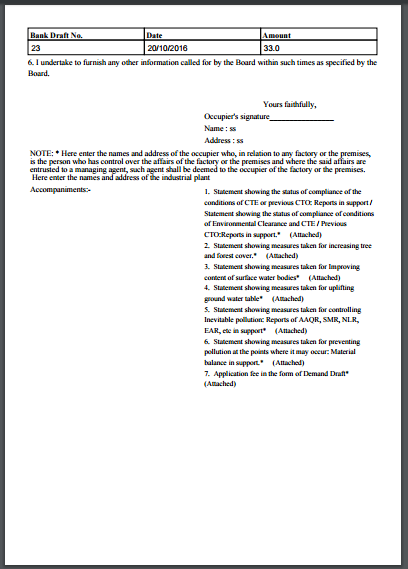 Bank Draft No. Date Amount
23 20/10/2016 33.0
6. I undertake to furnish any other information called for by the Board within such times as specified by the
Board.
Yours faithfully,
Occupier's signature________________
Name : ss
Address : ss
NOTE: * Here enter the names and address of the occupier who, in relation to any factory or the premises,
is the person who has control over the affairs of the factory or the premises and where the said affairs are
entrusted to a managing agent, such agent shall be deemed to the occupier of the factory or the premises.
Here enter the names and address of the industrial plant
Accompaniments:-
1. Statement showing the status of compliance of the
conditions of CTE or previous CTO: Reports in support /
Statement showing the status of compliance of conditions
of Environmental Clearance and CTE / Previous
CTO:Reports in support.* (Attached)
2. Statement showing measures taken for increasing tree
and forest cover.* (Attached)
3. Statement showing measures taken for Improving
content of surface water bodies* (Attached)
4. Statement showing measures taken for uplifting
ground water table* (Attached)
5. Statement showing measures taken for controlling
Inevitable pollution: Reports of AAQR, SMR, NLR,
EAR, etc in support* (Attached)
6. Statement showing measures taken for preventing
pollution at the points where it may occur: Material
balance in support.* (Attached)
7. Application fee in the form of Demand Draft*
(Attached)